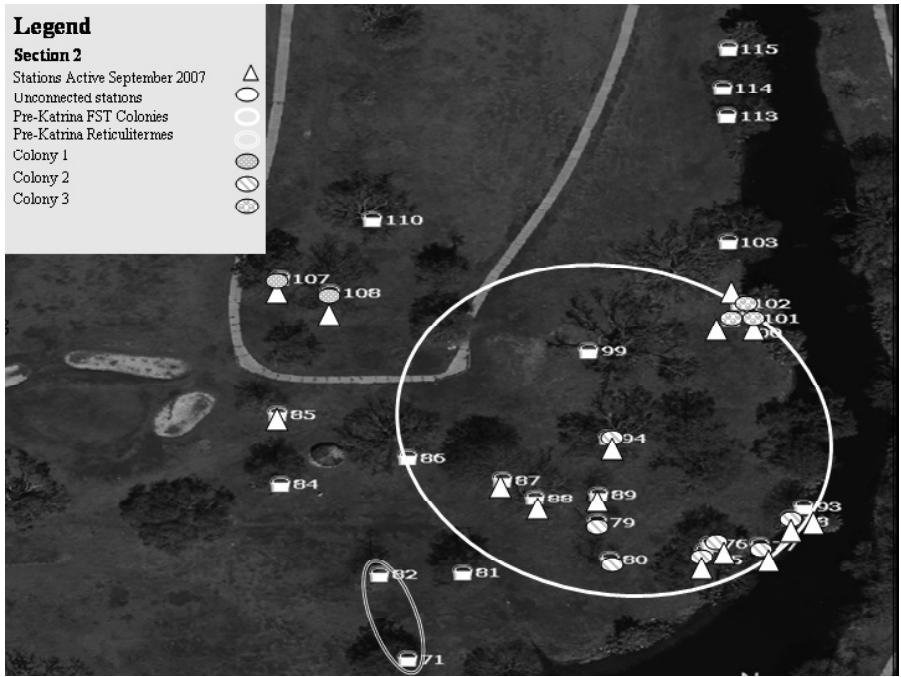 Legend
Section 2
Stations Active September 2007
Unconnected stations
Pre-Katrina FST Colonies
Pre-Katrina Reticulitermes
Colony 1
Colony 2
Colony 3
115
114
113
110
103
107
108
102
101
99
94
85
86
87
84
88
89
93
79
76
77
80
82
81
71